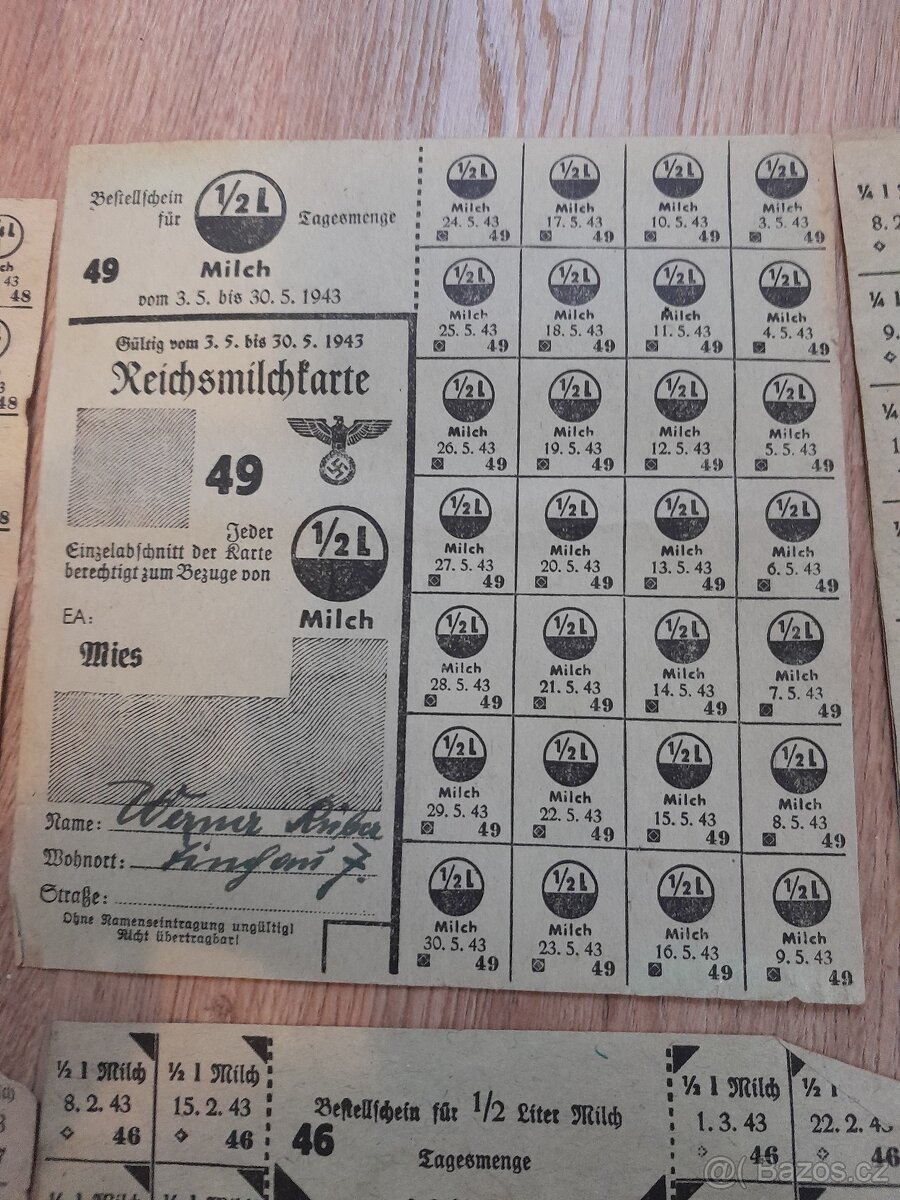 Bestellschein
für
1/2 L
Tagesmenge
49
Milch
vom 3. 5. bis 30. 5. 1943
Gültig vom 3. 5. bis 30. 5. 1943
Reichsmilchkarte
49
Jeder
Einzelabschnitt der Karte
berechtigt zum Bezuge von
1/2 L
Milch
EA:
Mies
Name: Werner
Wohnort:
Straße:
Ohne Namenseintragung ungültig!
Nicht übertragbar!
1/2 L 1/2 L 1/2 L 1/2 L
Milch Milch Milch Milch
24. 5. 43 17. 5. 43 10. 5. 43 3. 5. 43
49 49 49 49
1/2 L 1/2 L 1/2 L 1/2 L
Milch Milch Milch Milch
25. 5. 43 18. 5. 43 11. 5. 43 4. 5. 43
49 49 49 49
1/2 L 1/2 L 1/2 L 1/2 L
Milch Milch Milch Milch
26. 5. 43 19. 5. 43 12. 5. 43 5. 5. 43
49 49 49 49
1/2 L 1/2 L 1/2 L 1/2 L
Milch Milch Milch Milch
27. 5. 43 20. 5. 43 13. 5. 43 6. 5. 43
49 49 49 49
1/2 L 1/2 L 1/2 L 1/2 L
Milch Milch Milch Milch
28. 5. 43 21. 5. 43 14. 5. 43 7. 5. 43
49 49 49 49
1/2 L 1/2 L 1/2 L 1/2 L
Milch Milch Milch Milch
29. 5. 43 22. 5. 43 15. 5. 43 8. 5. 43
49 49 49 49
1/2 L 1/2 L 1/2 L 1/2 L
Milch Milch Milch Milch
30. 5. 43 23. 5. 43 16. 5. 43 9. 5. 43
49 49 49 49
48
48
½ l Milch ½ l Milch
8. 2. 43 15. 2. 43
46 46
Bestellschein für 1/2 Liter Milch
46
Tagesmenge
½ l Milch ½ l
1. 3. 43 22. 2. 43
46 46
Bazoš.cz